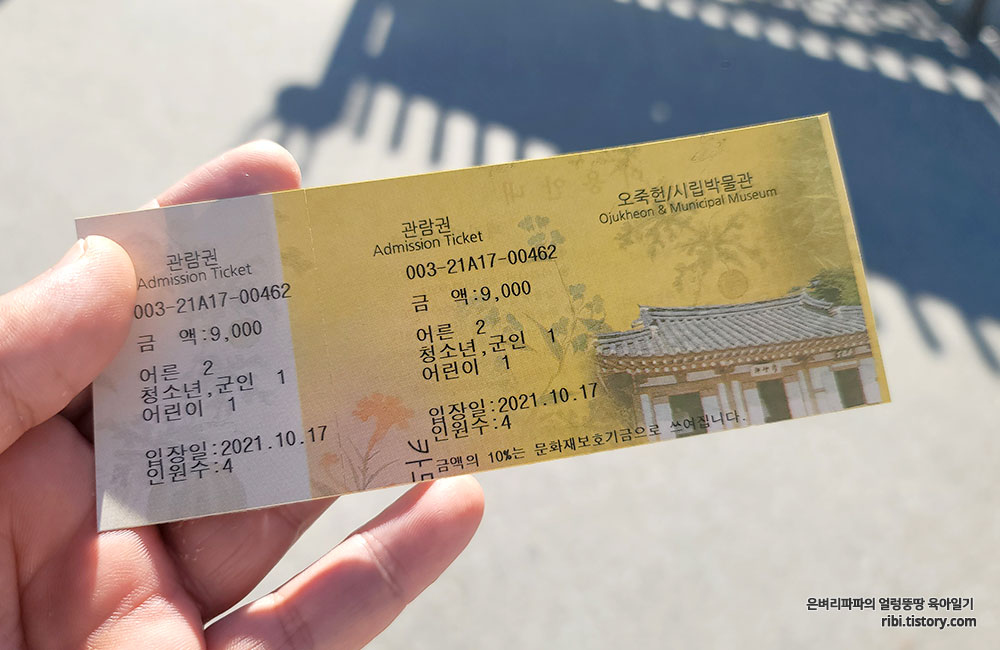 관람권
Admission Ticket
003-21A17-00462
금 액:9,000
어른 2
청소년,군인 1
어린이 1
입장일:2021.10.17
인원수:4
관람권
Admission Ticket
003-21A17-00462
금 액:9,000
어른 2
청소년,군인 1
어린이 1
입장일:2021.10.17
인원수:4
금액의 10%는 문화재보호기금으로 쓰여집니다.
오죽헌/시립박물관
Ojukheon & Municipal Museum
은벼리파파의 얼렁뚱땅 육아일기
ribi.tistory.com